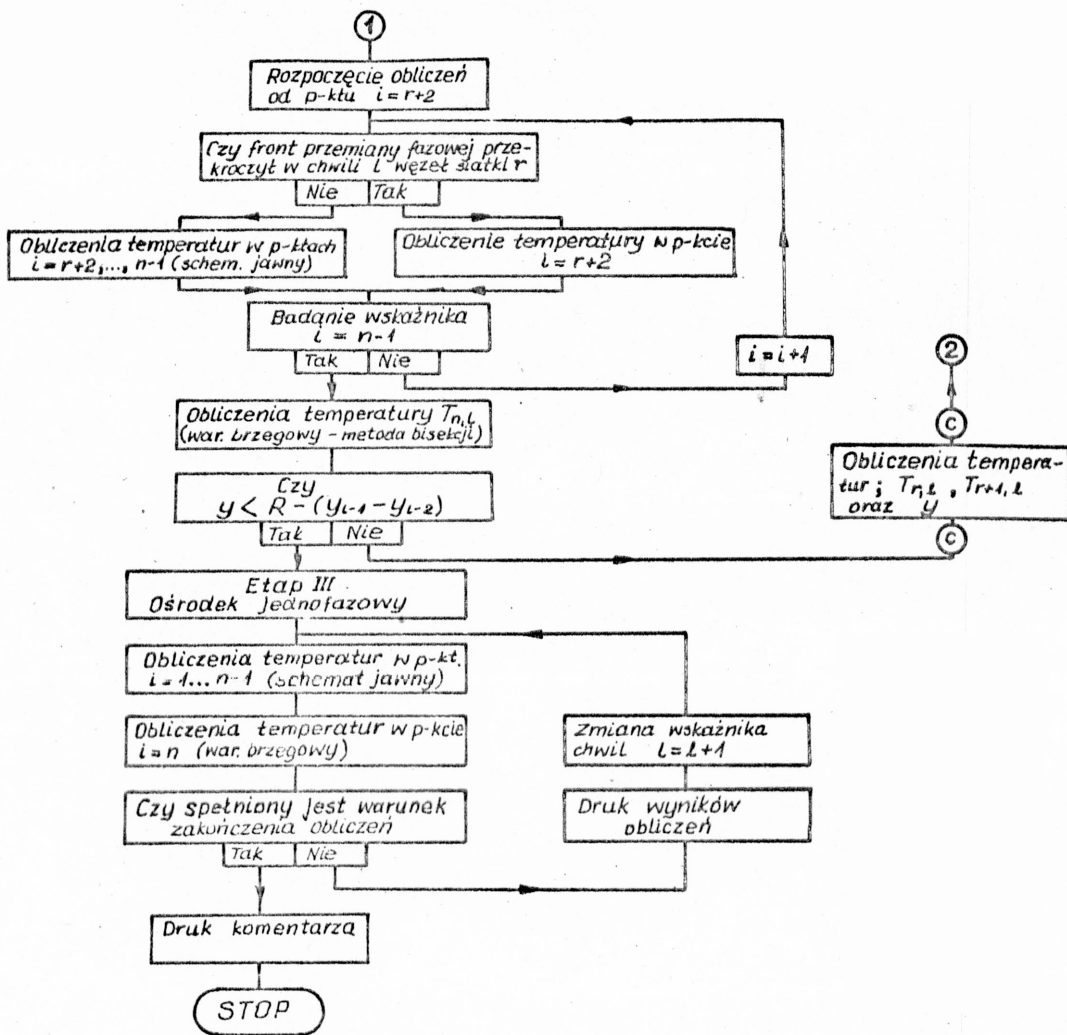 1
Rozpoczęcie obliczeń
od p-ktu i=r+2
Czy front przemiany fazowej prze-
kroczył w chwili l węzeł siatki r
Nie Tak
Obliczenia temperatur w p-ktach
i=r+2,..., n-1 (schem. jawny)
Obliczenie temperatury w p-kcie
i=r+2
Badanie wskaźnika
i = n-1
Tak Nie
i=i+1
2
Obliczenia temperatury Tn,l
(war. brzegowy - metoda bisekcji)
C
Obliczenia tempera-
tur; Tr,l , Tr+1,l
oraz y
C
Czy
y < R - (yl-1 - yl-2)
Tak Nie
Etap III
Ośrodek jednofazowy
Obliczenia temperatur w p-kt.
i=1... n-1 (schemat jawny)
Obliczenia temperatur w p-kcie
i=n (war. brzegowy)
Zmiana wskaźnika
chwil l=l+1
Czy spełniony jest warunek
zakończenia obliczeń
Druk wyników
obliczeń
Tak Nie
Druk komentarza
STOP